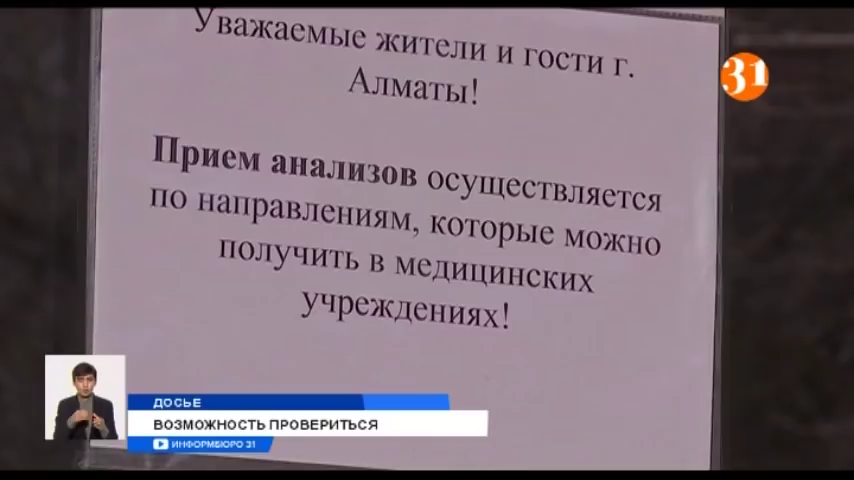 Уважаемые жители и гости г.
Алматы!
Прием анализов осуществляется
по направлениям, которые можно
получить в медицинских
учреждениях!
31
ДОСЬЕ
ВОЗМОЖНОСТЬ ПРОВЕРИТЬСЯ
ИНФОРМБЮРО 31